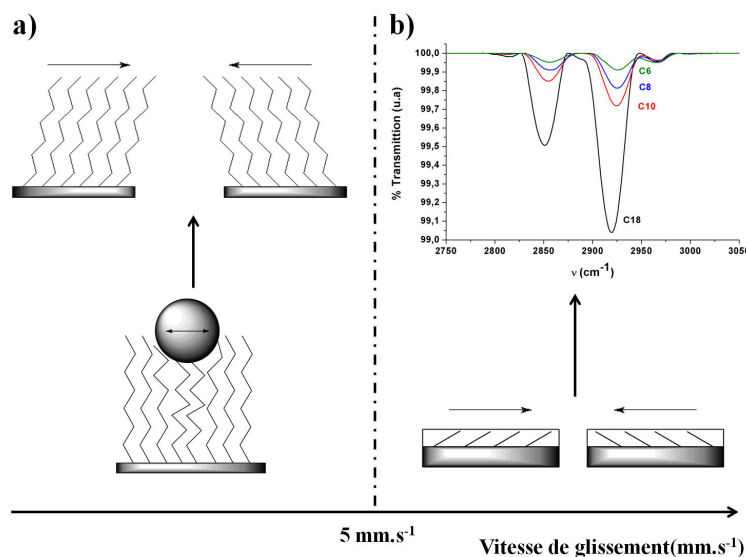 a)
b)
100,0
99,9
99,8
99,7
99,6
99,5
99,4
99,3
99,2
99,1
99,0
% Transmittion (u.a)
C6
C8
C10
C18
2750 2800 2850 2900 2950 3000 3050
ν (cm⁻¹)
5 mm.s⁻¹
Vitesse de glissement(mm.s⁻¹)